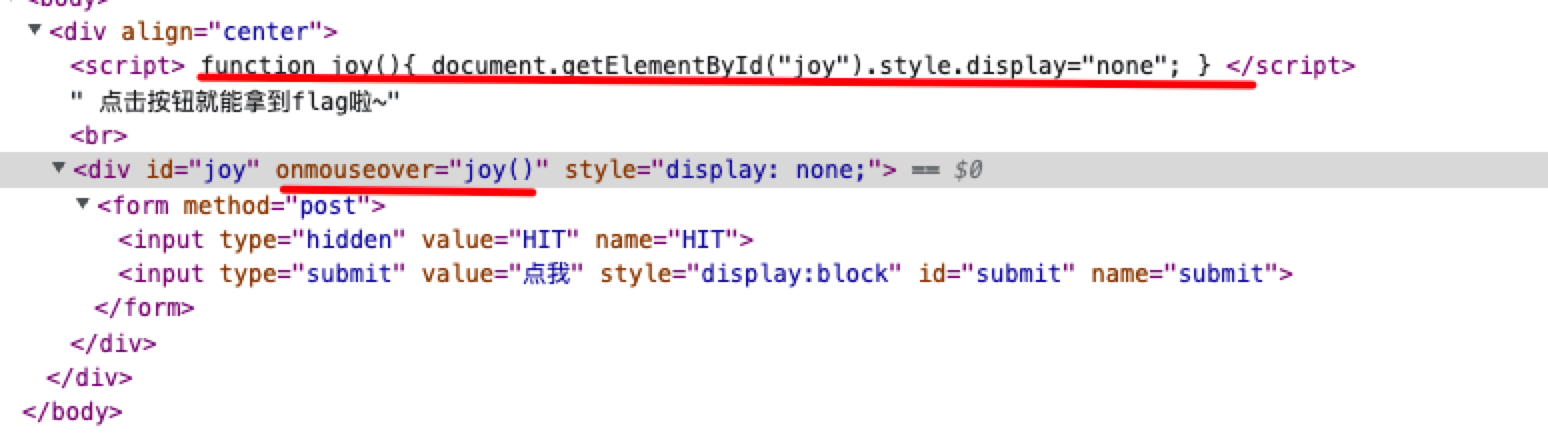 <body>
▼<div align="center">
<script> function joy(){ document.getElementById("joy").style.display="none"; } </script>
" 点击按钮就能拿到flag啦~"
<br>
▼<div id="joy" onmouseover="joy()" style="display: none;"> == $0
▼<form method="post">
<input type="hidden" value="HIT" name="HIT">
<input type="submit" value="点我" style="display:block" id="submit" name="submit">
</form>
</div>
</div>
</body>